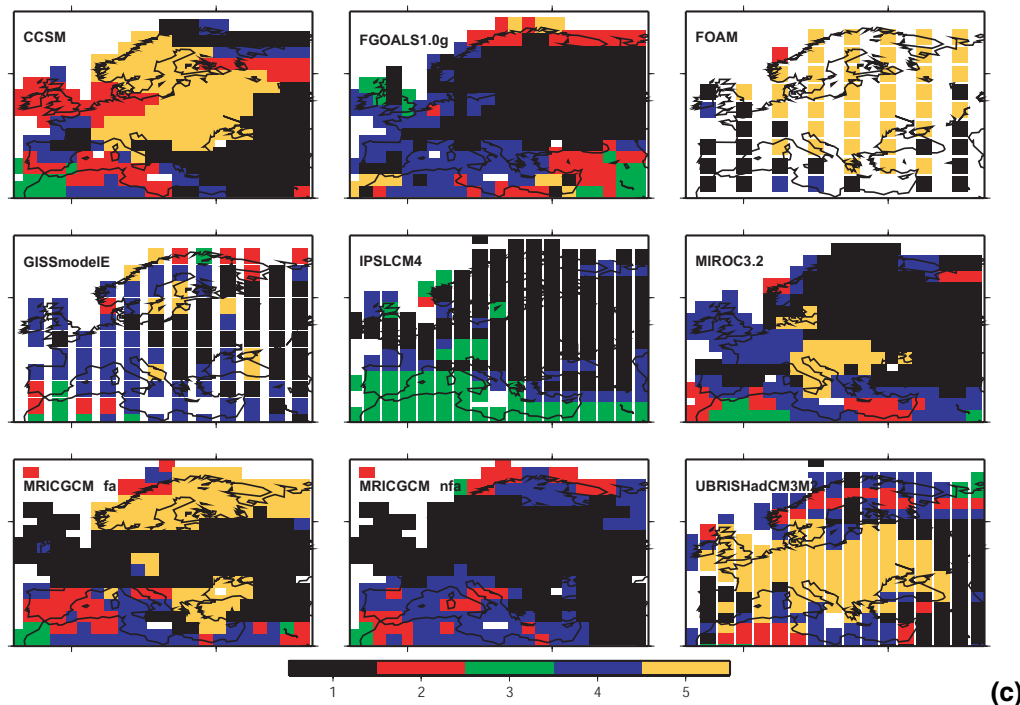 CCSM
FGOALS1.0g
FOAM
GISSmodelE
IPSLCM4
MIROC3.2
MRICGCM fa
MRICGCM nfa
UBRISHadCM3M2
1 2 3 4 5
(c)